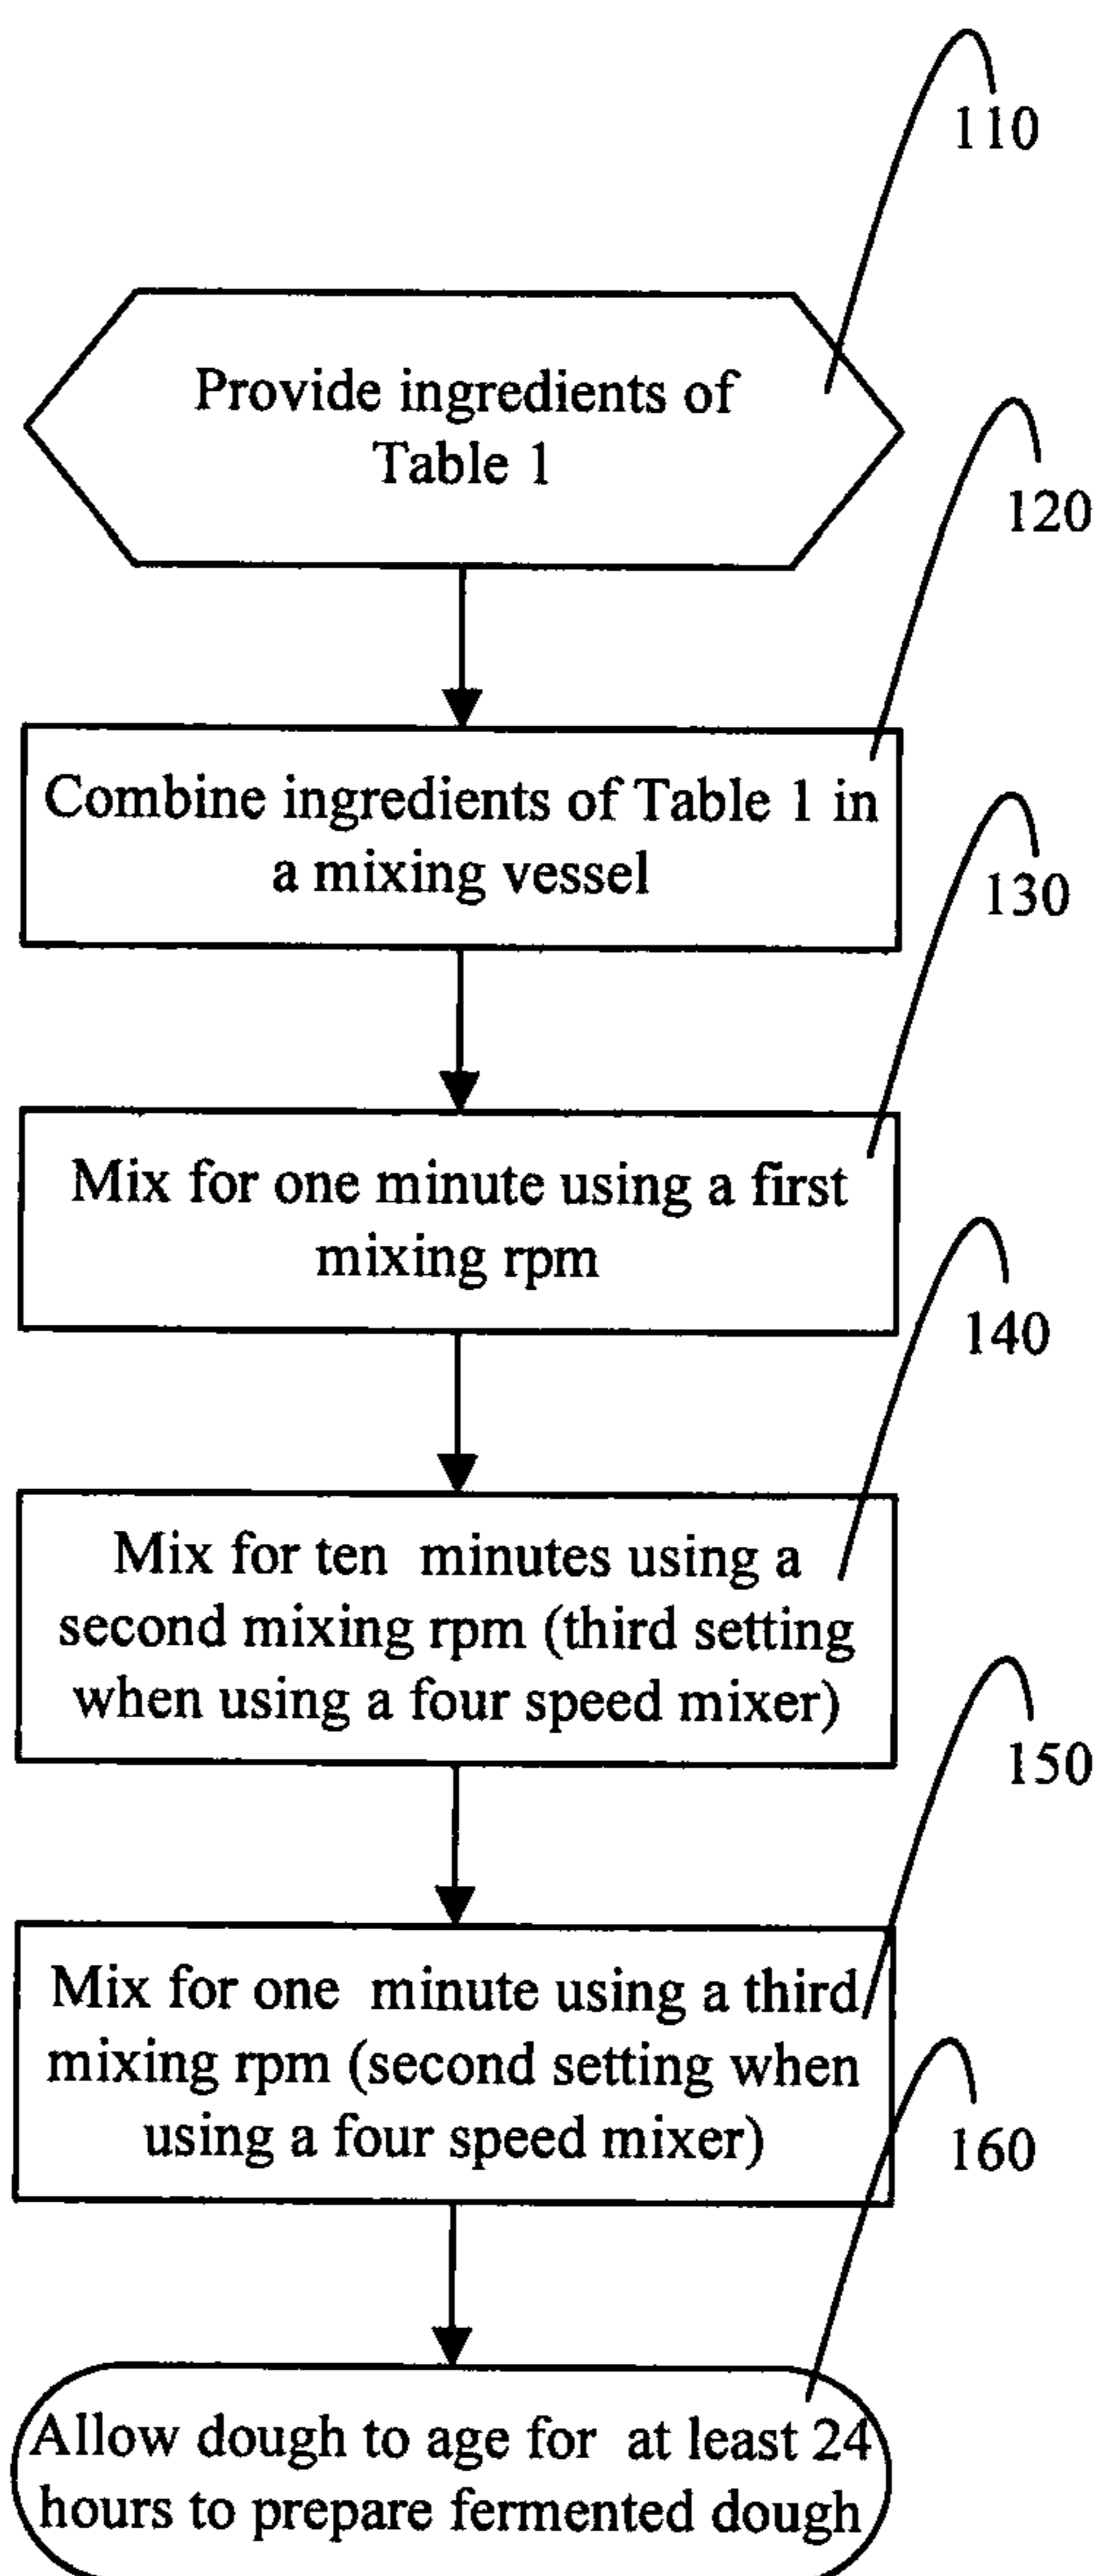 110
Provide ingredients of
Table 1
120
Combine ingredients of Table 1 in
a mixing vessel
130
Mix for one minute using a first
mixing rpm
140
Mix for ten  minutes using a
second mixing rpm (third setting
when using a four speed mixer)
150
Mix for one  minute using a third
mixing rpm (second setting when
using a four speed mixer)
160
Allow dough to age for  at least 24
hours to prepare fermented dough